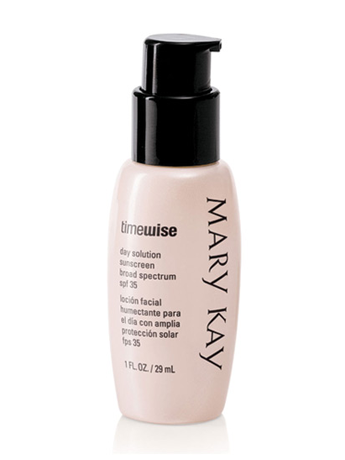 timewise
day solution
sunscreen
broad spectrum
spf 35
loción facial
humectante para
el día con amplia
protección solar
fps 35
1 FL.OZ. / 29 mL
MARY KAY